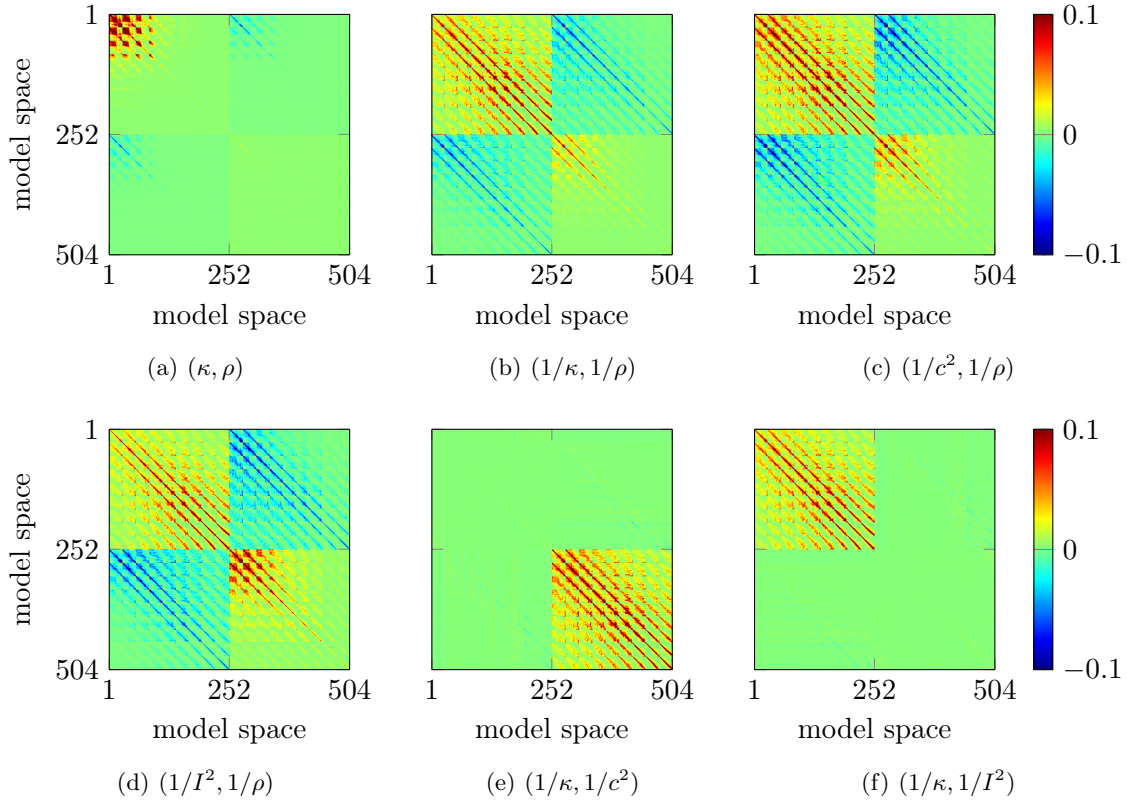 1
252
504
model space
1 252 504
model space
(a) (κ, ρ)
1 252 504
model space
(b) (1/κ, 1/ρ)
1 252 504
model space
(c) (1/c², 1/ρ)
0.1
0
−0.1
1
252
504
model space
1 252 504
model space
(d) (1/I², 1/ρ)
1 252 504
model space
(e) (1/κ, 1/c²)
1 252 504
model space
(f) (1/κ, 1/I²)
0.1
0
−0.1